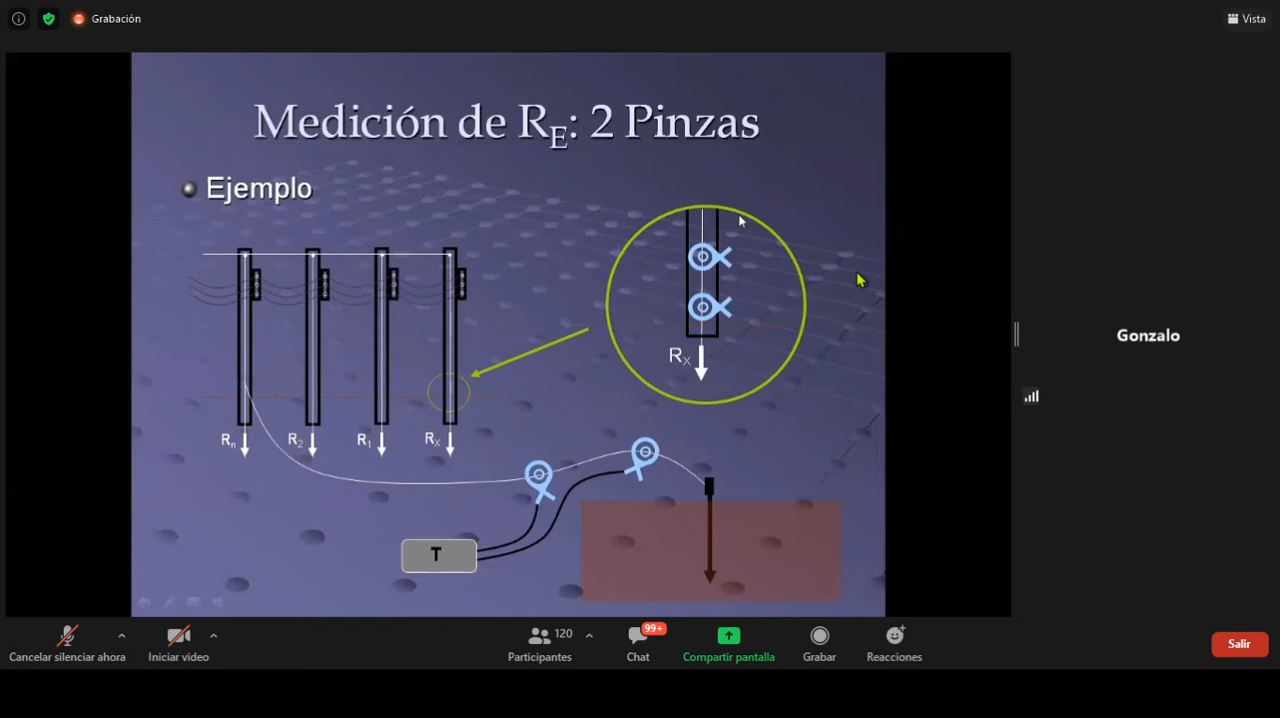 Grabación
Vista
Medición de RE: 2 Pinzas
Ejemplo
RX
Rn
R2
R1
RX
T
Gonzalo
Cancelar silenciar ahora
Iniciar video
120
Participantes
99+
Chat
Compartir pantalla
Grabar
Reacciones
Salir